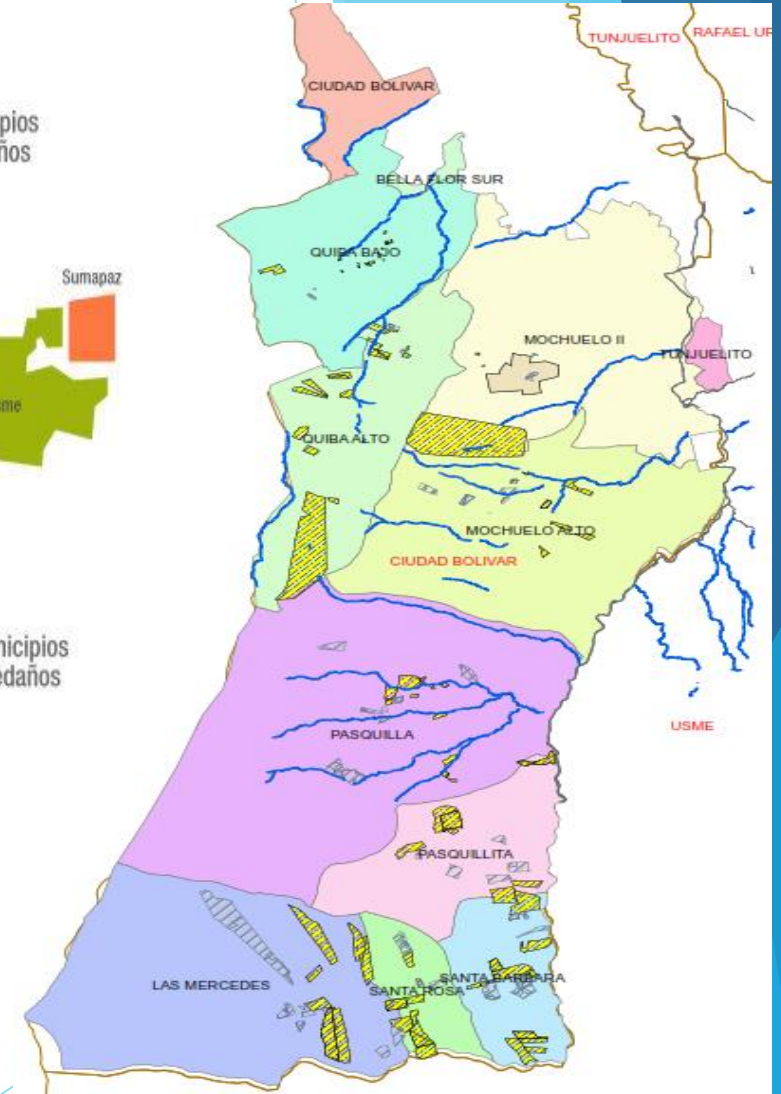 TUNJUELITO
CIUDAD BOLIVAR
BELLA FLOR SUR
QUIBA BAJO
Sumapaz
MOCHUELO II
TUNJUELITO
QUIBA ALTO
MOCHUELO ALTO
CIUDAD BOLIVAR
USME
PASQUILLA
PASQUILLITA
LAS MERCEDES
SANTA BARBARA
SANTA ROSA